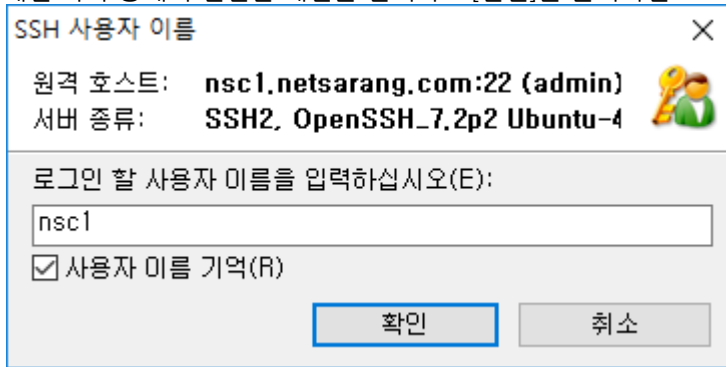 SSH 사용자 이름
원격 호스트: nsc1.netsarang.com:22 (admin)
서버 종류: SSH2, OpenSSH_7.2p2 Ubuntu-4
로그인 할 사용자 이름을 입력하십시오(E):
nsc1
사용자 이름 기억(R)
확인 취소